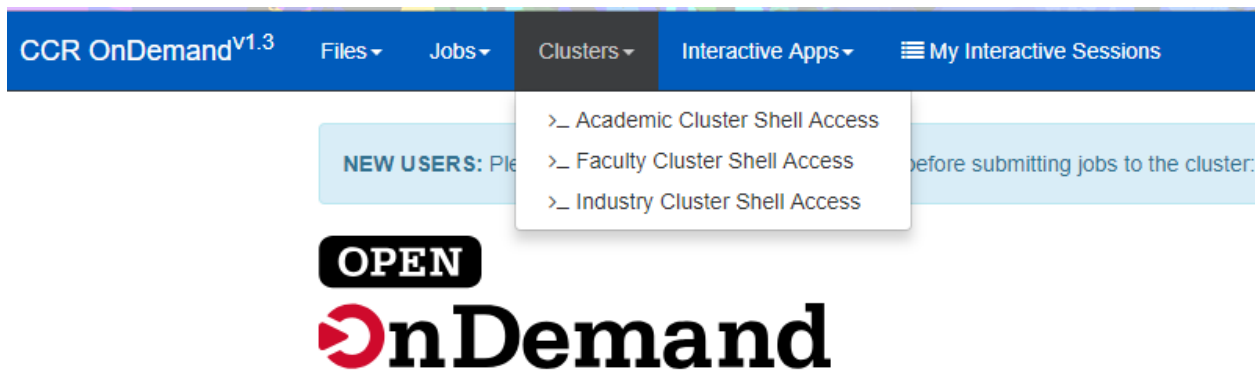 CCR OnDemand v1.3 Files Jobs Clusters Interactive Apps My Interactive Sessions
>_ Academic Cluster Shell Access
>_ Faculty Cluster Shell Access
>_ Industry Cluster Shell Access
NEW USERS: before submitting jobs to the cluster:
OPEN
OnDemand